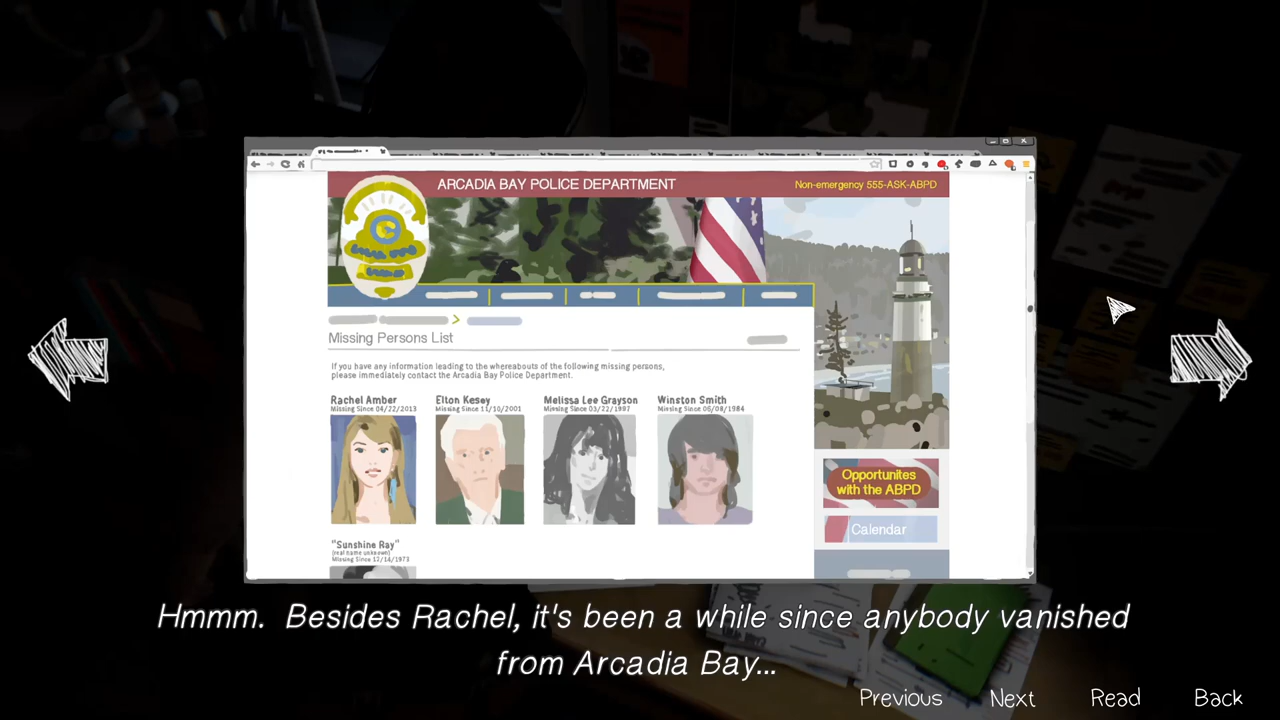 ARCADIA BAY POLICE DEPARTMENT
Non-emergency 555-ASK-ABPD
Missing Persons List
If you have any information leading to the whereabouts of the following missing persons,
please immediately contact the Arcadia Bay Police Department.
Rachel Amber
Missing Since 04/22/2013
Elton Kesey
Missing Since 11/10/2001
Melissa Lee Grayson
Missing Since 03/22/1997
Winston Smith
Missing Since 05/08/1984
"Sunshine Ray"
(real name unknown)
Missing Since 12/14/1973
Opportunites
with the ABPD
Calendar
Hmmm. Besides Rachel, it's been a while since anybody vanished
from Arcadia Bay...
Previous Next Read Back